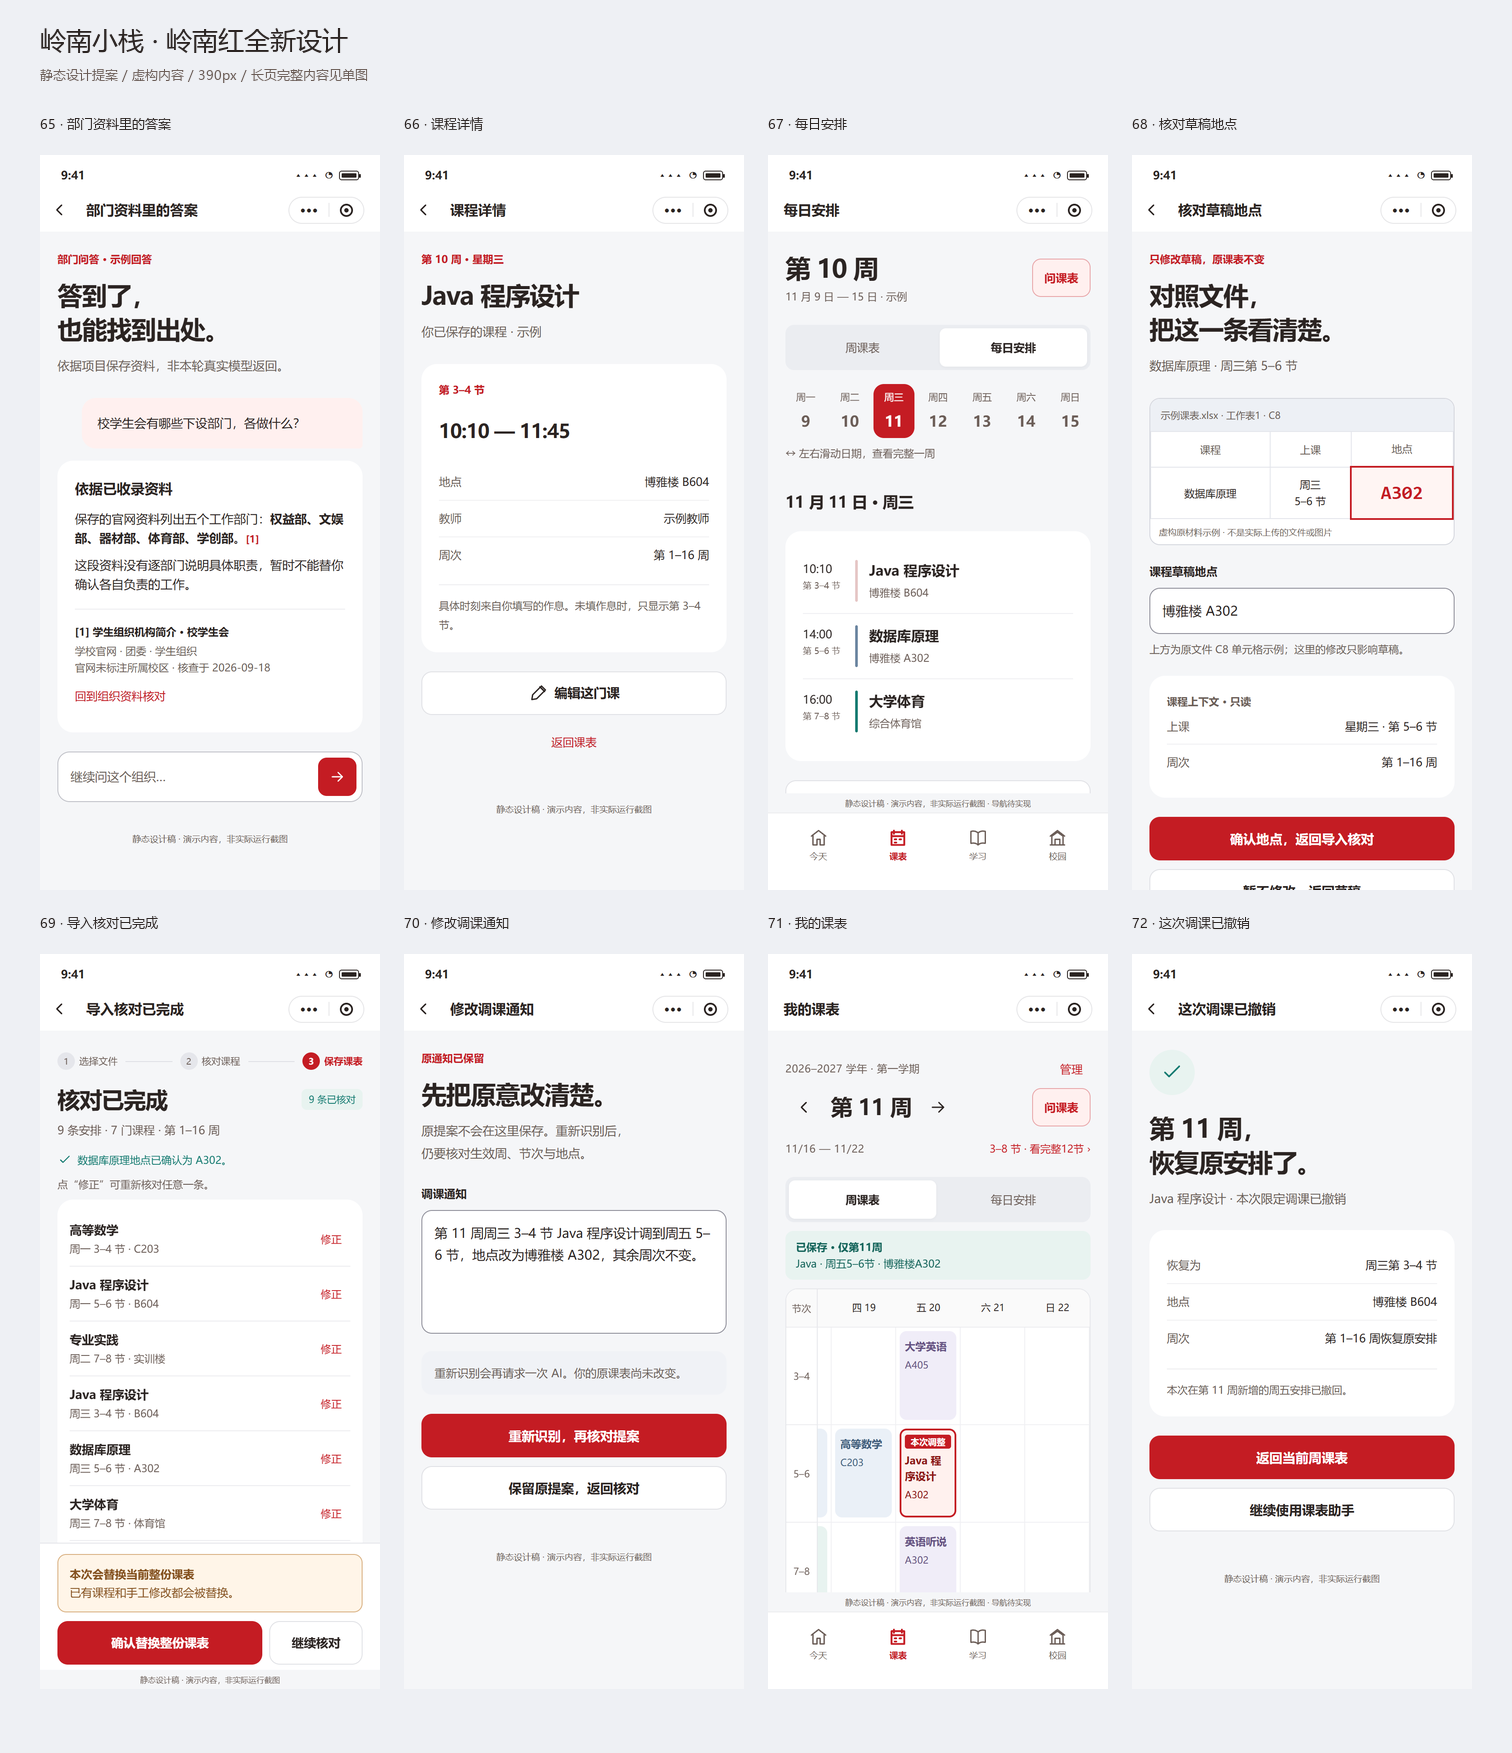 岭南小栈 · 岭南红全新设计
静态设计提案 / 虚构内容 / 390px / 长页完整内容见单图
65 · 部门资料里的答案
9:41
部门资料里的答案
部门问答 • 示例回答
答到了，
也能找到出处。
依据项目保存资料，非本轮真实模型返回。
校学生会有哪些下设部门，各做什么？
依据已收录资料
保存的官网资料列出五个工作部门：权益部、文娱
部、器材部、体育部、学创部。[1]
这段资料没有逐部门说明具体职责，暂时不能替你
确认各自负责的工作。
[1] 学生组织机构简介 • 校学生会
学校官网 · 团委 · 学生组织
官网未标注所属校区 · 核查于 2026-09-18
回到组织资料核对
继续问这个组织...
静态设计稿 · 演示内容，非实际运行截图
66 · 课程详情
9:41
课程详情
第 10 周 • 星期三
Java 程序设计
你已保存的课程 · 示例
第 3–4 节
10:10 — 11:45
地点 博雅楼 B604
教师 示例教师
周次 第 1–16 周
具体时刻来自你填写的作息。未填作息时，只显示第 3–4
节。
编辑这门课
返回课表
静态设计稿 · 演示内容，非实际运行截图
67 · 每日安排
9:41
每日安排
第 10 周
11 月 9 日 — 15 日 · 示例
问课表
周课表 每日安排
周一 周二 周三 周四 周五 周六 周日
9 10 11 12 13 14 15
↔ 左右滑动日期，查看完整一周
11 月 11 日 • 周三
10:10 Java 程序设计
第 3–4 节 博雅楼 B604
14:00 数据库原理
第 5–6 节 博雅楼 A302
16:00 大学体育
第 7–8 节 综合体育馆
静态设计稿 · 演示内容，非实际运行截图 · 导航待实现
今天 课表 学习 校园
68 · 核对草稿地点
9:41
核对草稿地点
只修改草稿，原课表不变
对照文件，
把这一条看清楚。
数据库原理 · 周三第 5–6 节
示例课表.xlsx · 工作表1 · C8
课程 上课 地点
数据库原理 周三 A302
5–6 节
虚构原材料示例 · 不是实际上传的文件或图片
课程草稿地点
博雅楼 A302
上方为原文件 C8 单元格示例；这里的修改只影响草稿。
课程上下文 • 只读
上课 星期三 · 第 5–6 节
周次 第 1–16 周
确认地点，返回导入核对
暂不修改，返回草稿
69 · 导入核对已完成
9:41
导入核对已完成
1 选择文件 2 核对课程 3 保存课表
核对已完成 9 条已核对
9 条安排 · 7 门课程 · 第 1–16 周
数据库原理地点已确认为 A302。
点“修正”可重新核对任意一条。
高等数学
周一 3–4 节 · C203 修正
Java 程序设计
周一 5–6 节 · B604 修正
专业实践
周二 7–8 节 · 实训楼 修正
Java 程序设计
周三 3–4 节 · B604 修正
数据库原理
周三 5–6 节 · A302 修正
大学体育
周三 7–8 节 · 体育馆 修正
本次会替换当前整份课表
已有课程和手工修改都会被替换。
确认替换整份课表 继续核对
静态设计稿 · 演示内容，非实际运行截图
70 · 修改调课通知
9:41
修改调课通知
原通知已保留
先把原意改清楚。
原提案不会在这里保存。重新识别后，
仍要核对生效周、节次与地点。
调课通知
第 11 周周三 3–4 节 Java 程序设计调到周五 5–
6 节，地点改为博雅楼 A302，其余周次不变。
重新识别会再请求一次 AI。你的原课表尚未改变。
重新识别，再核对提案
保留原提案，返回核对
静态设计稿 · 演示内容，非实际运行截图
71 · 我的课表
9:41
我的课表
2026–2027 学年 · 第一学期 管理
第 11 周 问课表
11/16 — 11/22 3–8 节 · 看完整12节 ›
周课表 每日安排
已保存 • 仅第11周
Java · 周五5–6节 · 博雅楼A302
节次 四 19 五 20 六 21 日 22
3–4 大学英语
A405
5–6 高等数学
C203
本次调整
Java 程
序设计
A302
7–8 英语听说
A302
静态设计稿 · 演示内容，非实际运行截图 · 导航待实现
今天 课表 学习 校园
72 · 这次调课已撤销
9:41
这次调课已撤销
第 11 周，
恢复原安排了。
Java 程序设计 · 本次限定调课已撤销
恢复为 周三第 3–4 节
地点 博雅楼 B604
周次 第 1–16 周恢复原安排
本次在第 11 周新增的周五安排已撤回。
返回当前周课表
继续使用课表助手
静态设计稿 · 演示内容，非实际运行截图